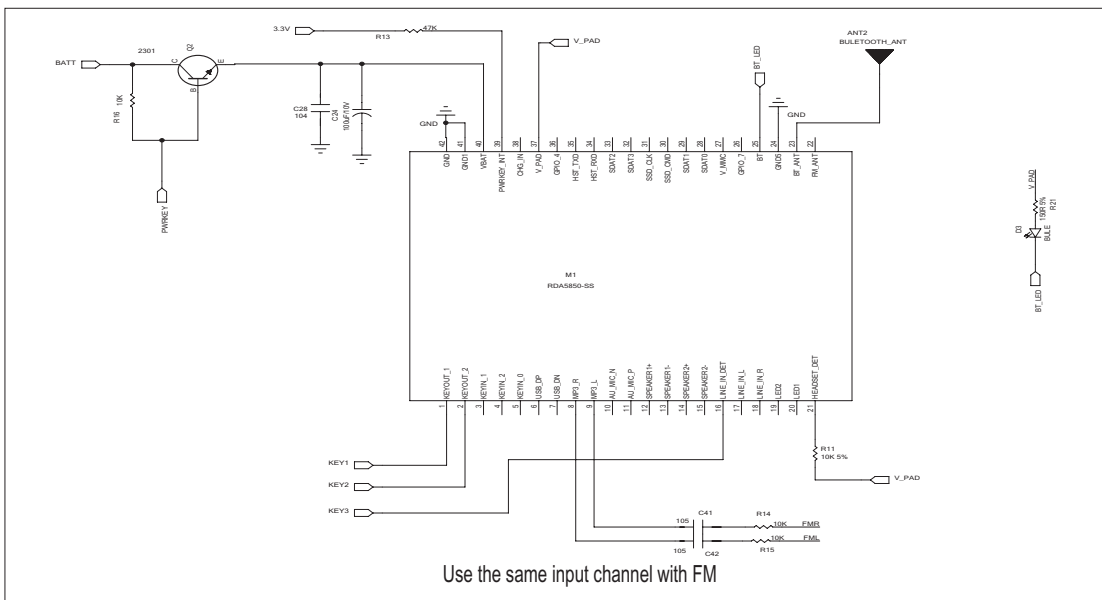 3.3V
R13
47K
V_PAD
ANT2
BULETOOTH_ANT
2301
Q2
C
E
B
BATT
R16
10K
PWRKEY
C28
104
C24
100uF/10V
GND
BT_LED
GND
42
41
40
39
38
37
36
35
34
33
32
31
30
29
28
27
26
25
24
23
22
GND
GND1
VBAT
PWRKEY_INT
CHG_IN
V_PAD
GPIO_4
HST_TXD
HST_RXD
SDAT2
SDAT3
SSD_CLK
SSD_CMD
SDAT1
SDAT0
V_MMC
GPIO_7
BT
GND5
BT_ANT
FM_ANT
V_PAD
150R 5%
R21
D3
BULE
BT_LED
M1
RDA5850-SS
KEYOUT_1
KEYOUT_2
KEYIN_1
KEYIN_2
KEYIN_0
USB_DP
USB_DN
MP3_R
MP3_L
AU_MIC_N
AU_MIC_P
SPEAKER1+
SPEAKER1-
SPEAKER2+
SPEAKER2-
LINE_IN_DET
LINE_IN_L
LINE_IN_R
LED2
LED1
HEADSET_DET
1
2
3
4
5
6
7
8
9
10
11
12
13
14
15
16
17
18
19
20
21
R11
10K 5%
V_PAD
KEY1
KEY2
KEY3
105
C41
R14
10K
FMR
105
C42
R15
10K
FML
Use the same input channel with FM